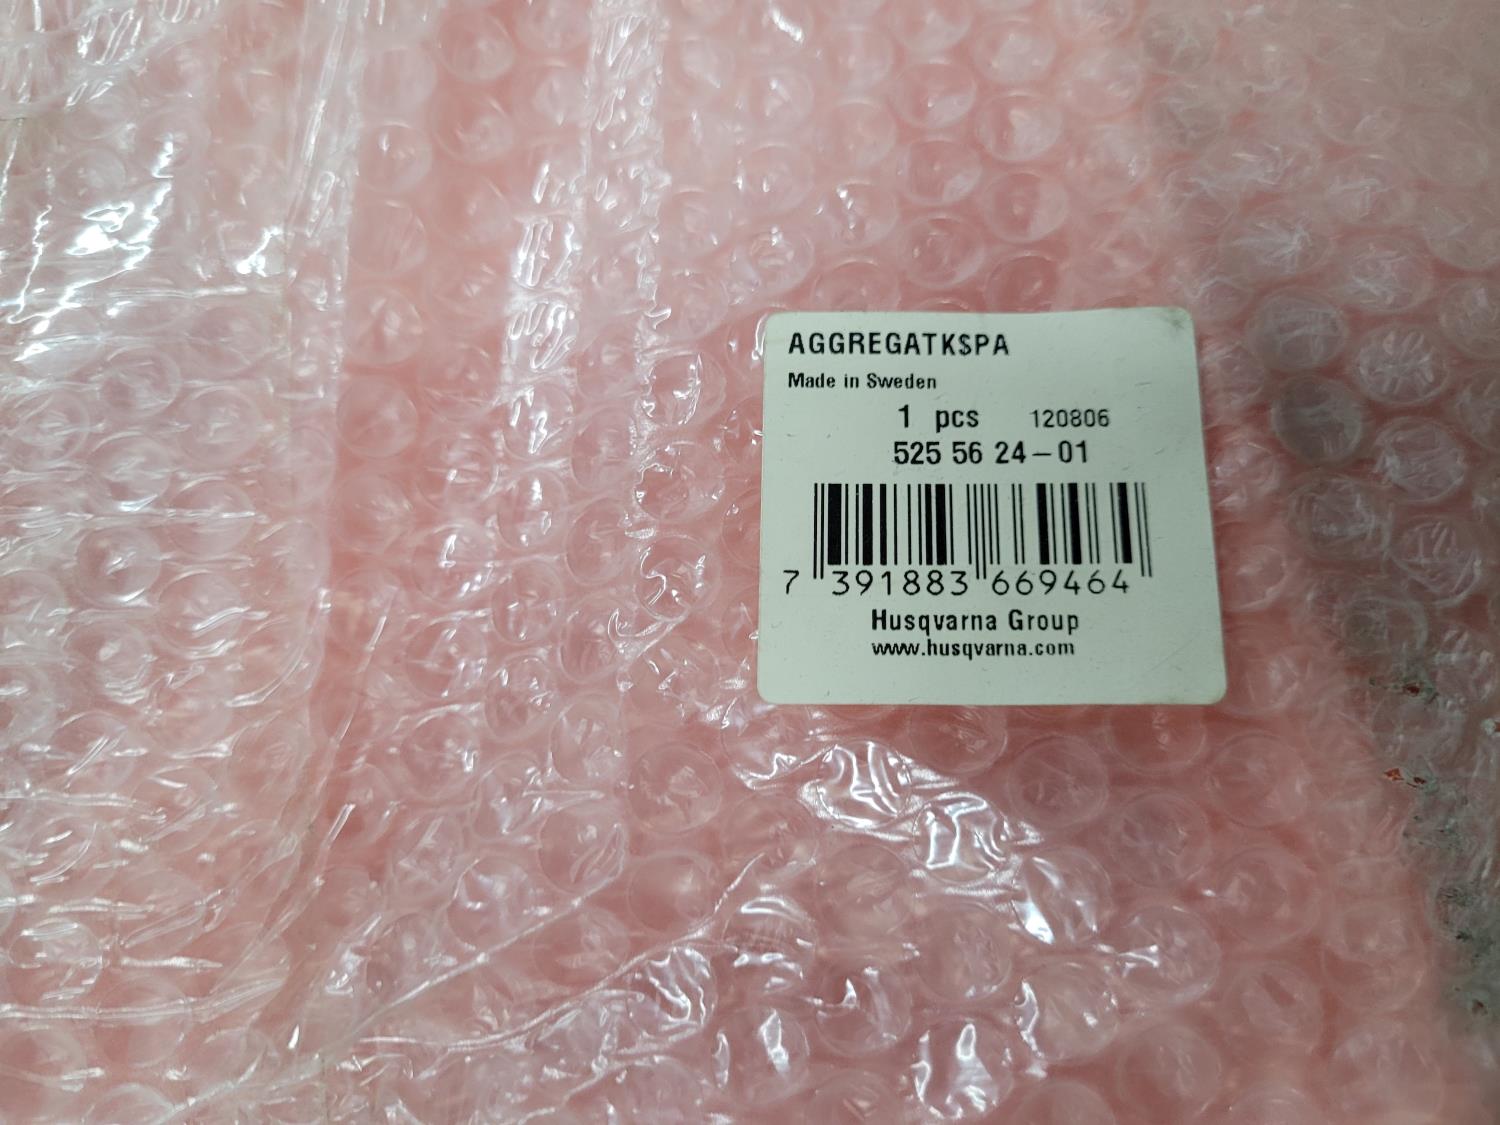 AGGREGATKSPA
Made in Sweden
1 pcs 120806
525 56 24-01
7 391883 669464
Husqvarna Group
www.husqvarna.com